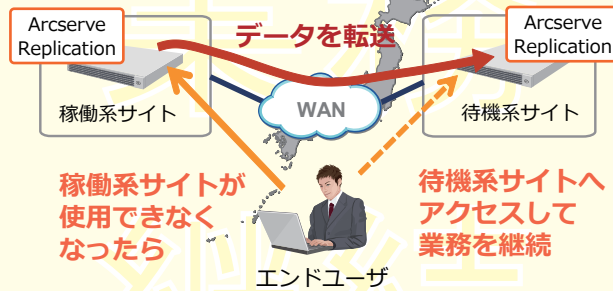 Arcserve
Replication
データを転送
Arcserve
Replication
稼働系サイト
WAN
待機系サイト
稼働系サイトが
使用できなく
なったら
待機系サイトへ
アクセスして
業務を継続
エンドユーザ